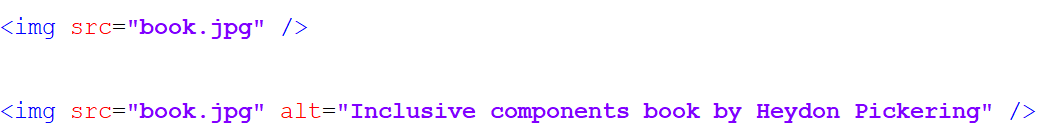 <img src="book.jpg" />
<img src="book.jpg" alt="Inclusive components book by Heydon Pickering" />